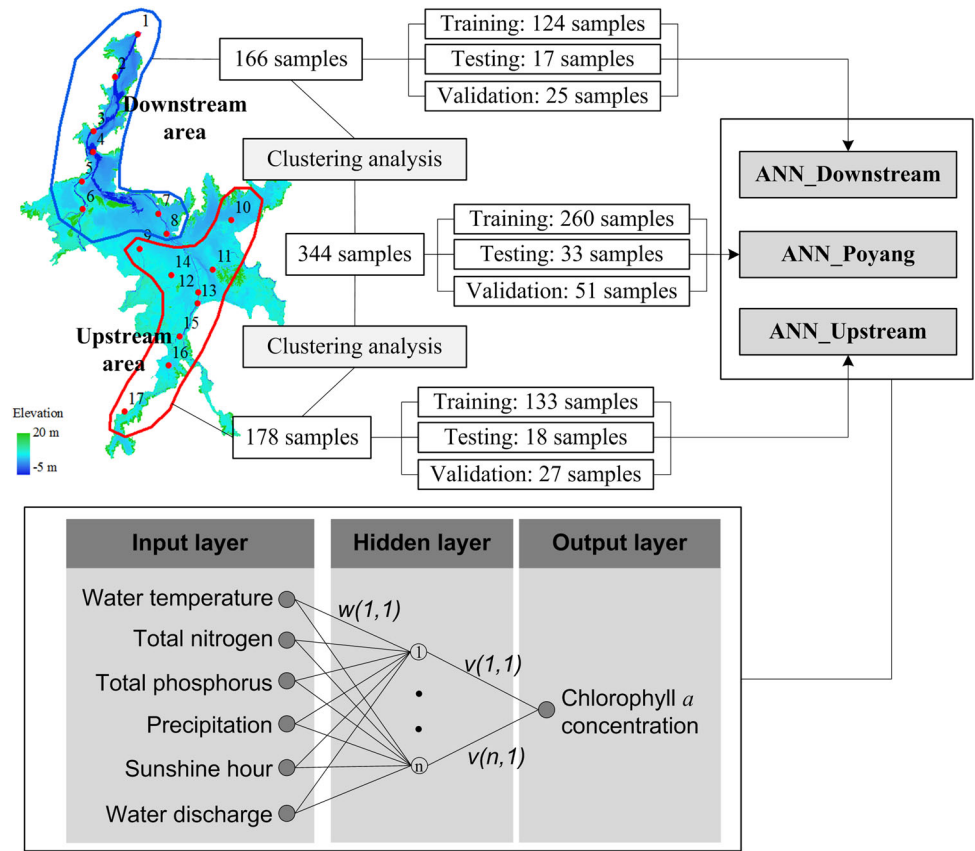 1
2
3
4
5
6
7
8
9
10
11
12
13
14
15
16
17
Downstream
area
Upstream
area
Elevation
20 m
-5 m
166 samples
Training: 124 samples
Testing: 17 samples
Validation: 25 samples
Clustering analysis
344 samples
Training: 260 samples
Testing: 33 samples
Validation: 51 samples
Clustering analysis
178 samples
Training: 133 samples
Testing: 18 samples
Validation: 27 samples
ANN_Downstream
ANN_Poyang
ANN_Upstream
Input layer
Hidden layer
Output layer
Water temperature
Total nitrogen
Total phosphorus
Precipitation
Sunshine hour
Water discharge
w(1,1)
1
n
v(1,1)
v(n,1)
Chlorophyll a
concentration